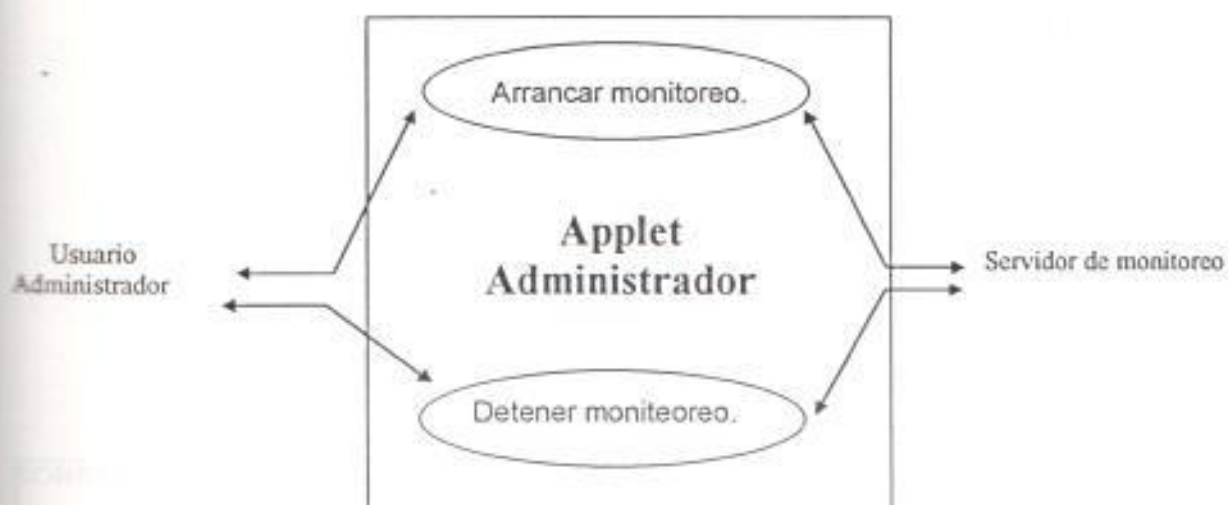 Arrancar monitoreo.
Applet
Administrador
Usuario
Administrador
Servidor de monitoreo
Detener moniteoreo.